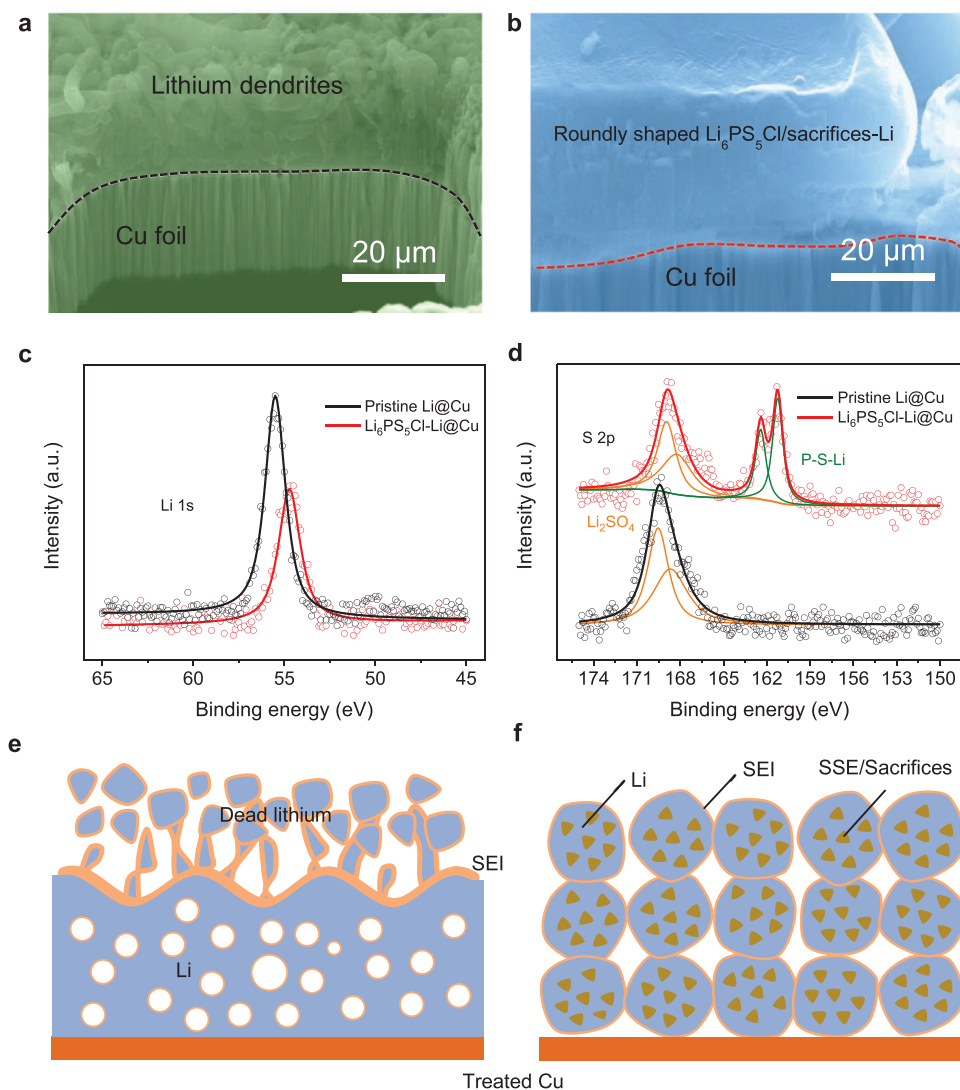 a
Lithium dendrites
Cu foil
20 μm
b
Roundly shaped Li₆PS₅Cl/sacrifices-Li
Cu foil
20 μm
c
Pristine Li@Cu
Li₆PS₅Cl-Li@Cu
Li 1s
Intensity (a.u.)
65 60 55 50 45
Binding energy (eV)
d
Pristine Li@Cu
Li₆PS₅Cl-Li@Cu
S 2p
P-S-Li
Li₂SO₄
Intensity (a.u.)
174 171 168 165 162 159 156 153 150
Binding energy (eV)
e
Dead lithium
SEI
Li
f
Li
SEI
SSE/Sacrifices
Treated Cu